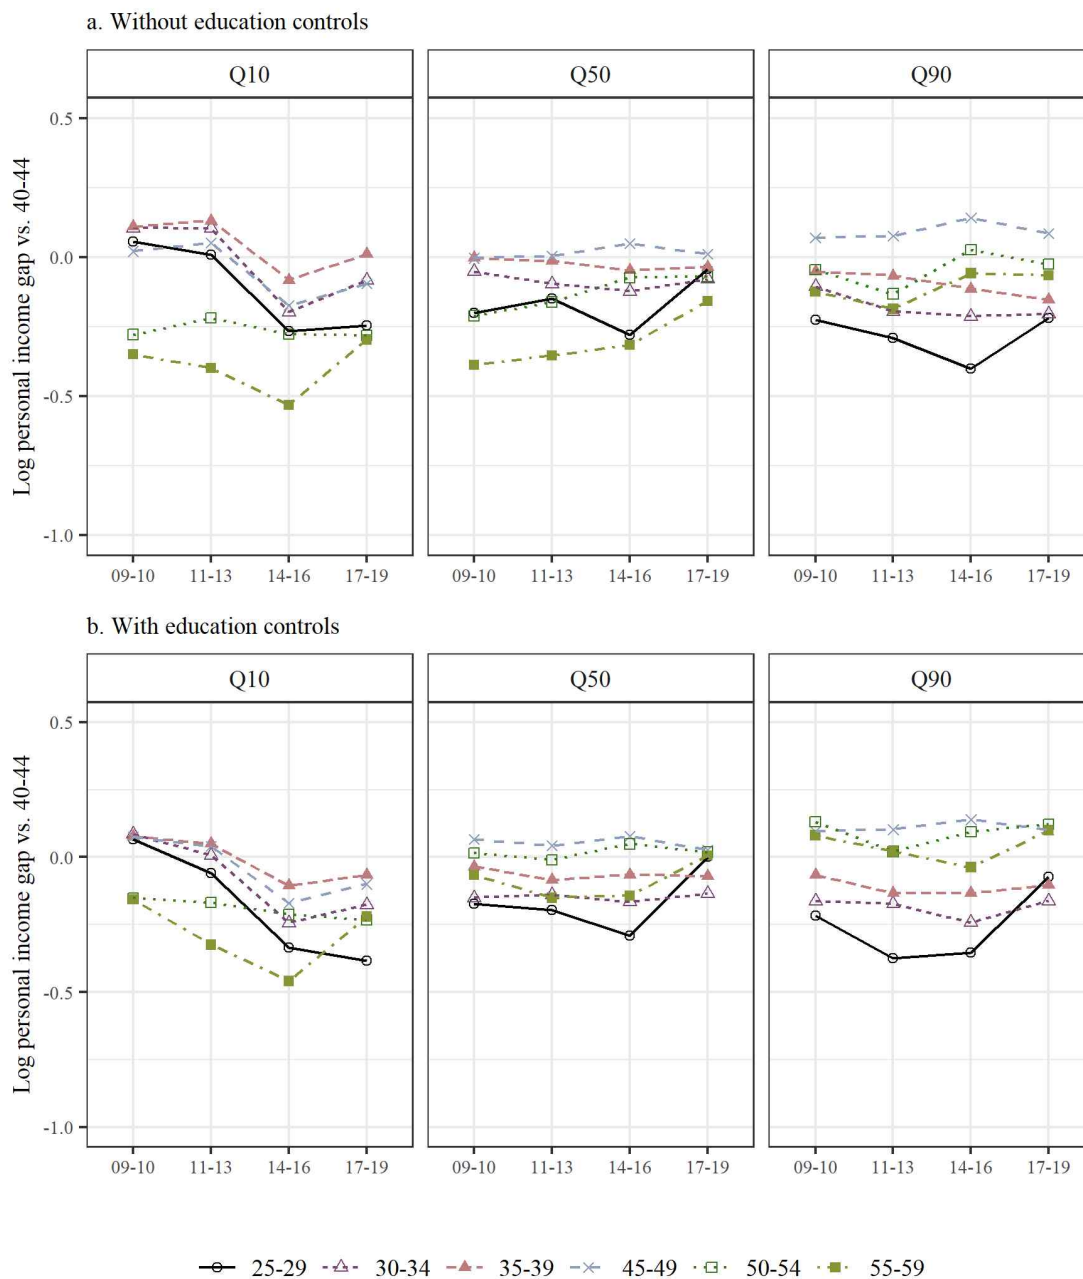 a. Without education controls
Q10 Q50 Q90
Log personal income gap vs. 40-44
0.5
0.0
-0.5
-1.0
09-10 11-13 14-16 17-19 09-10 11-13 14-16 17-19 09-10 11-13 14-16 17-19
b. With education controls
Q10 Q50 Q90
Log personal income gap vs. 40-44
0.5
0.0
-0.5
-1.0
09-10 11-13 14-16 17-19 09-10 11-13 14-16 17-19 09-10 11-13 14-16 17-19
25-29 30-34 35-39 45-49 50-54 55-59